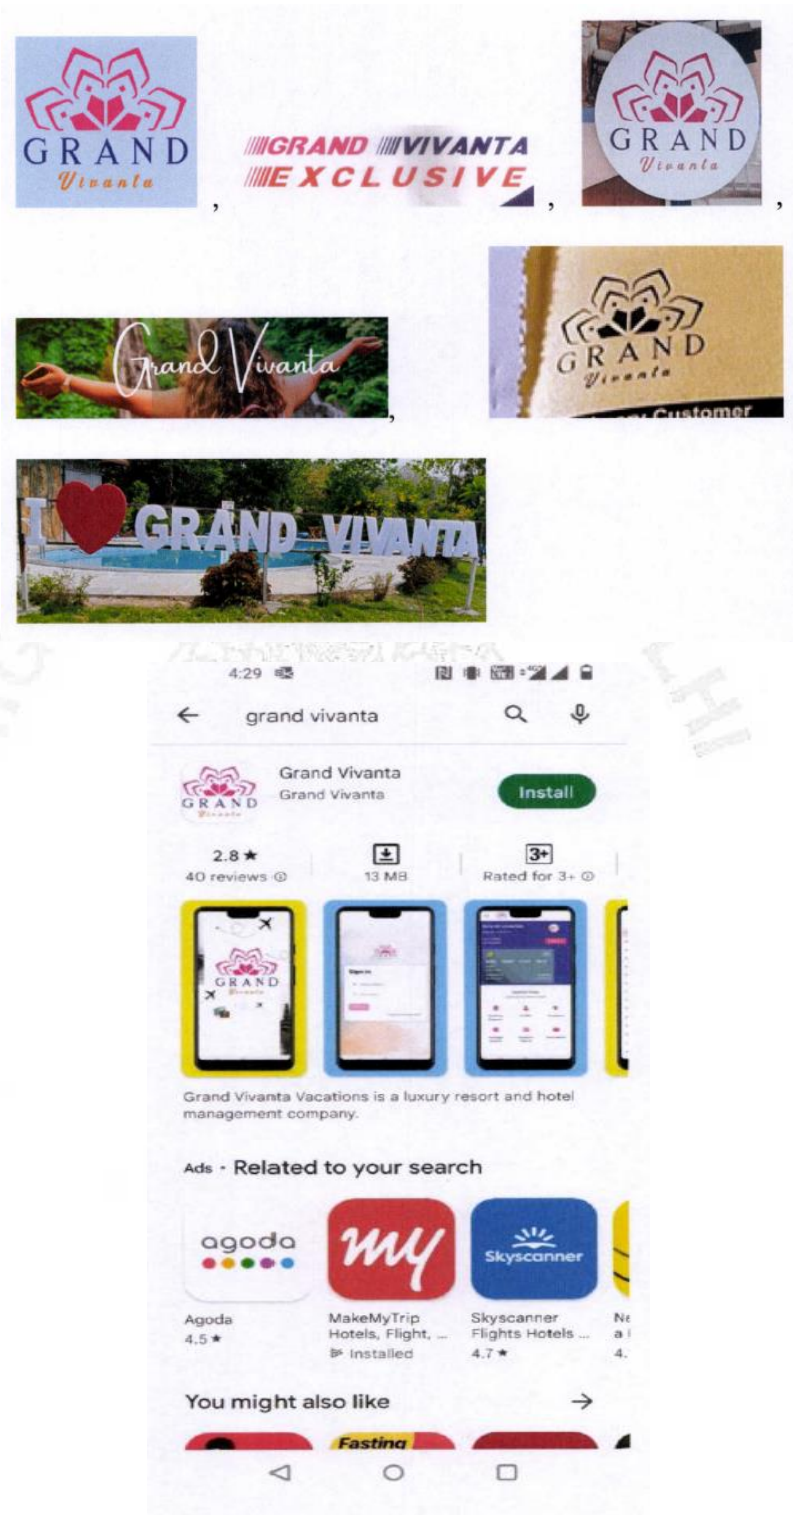 GRAND
Vivanta
,
GRAND VIVANTA
EXCLUSIVE
,
GRAND
Vivanta
,
Grand Vivanta
,
GRAND
Vivanta
Customer
I GRAND VIVANTA
4:29
grand vivanta
Grand Vivanta
Grand Vivanta
Install
GRAND
Vivanta
2.8★
40 reviews
13 MB
3+
Rated for 3+
GRAND
Vivanta
Sign in
Grand Vivanta Vacations is a luxury resort and hotel
management company.
Ads · Related to your search
agoda
my
Skyscanner
Agoda
4.5★
MakeMyTrip
Hotels, Flight, ...
Installed
Skyscanner
Flights Hotels ...
4.7★
Ne
a
4.
You might also like
Fasting